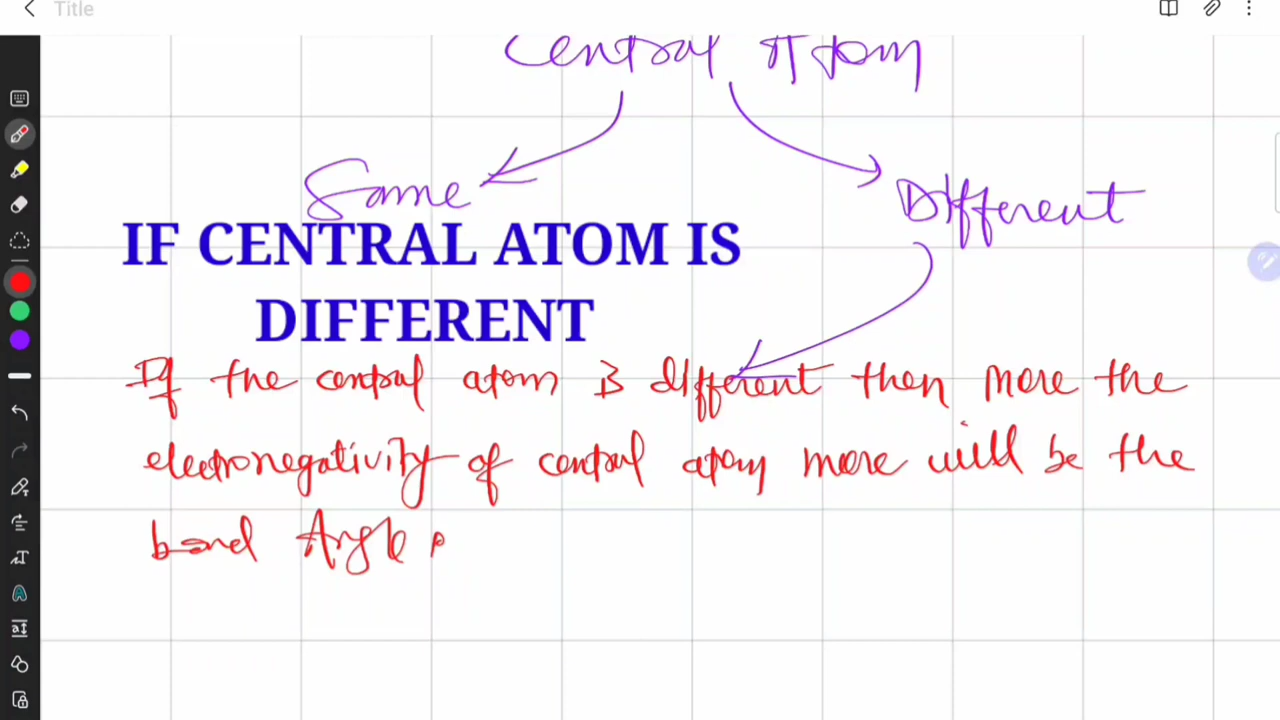 Title
Central Atom
Same
Different
IF CENTRAL ATOM IS
DIFFERENT
If the central atom is different then more the
electronegativity of central atom more will be the
bond Angle